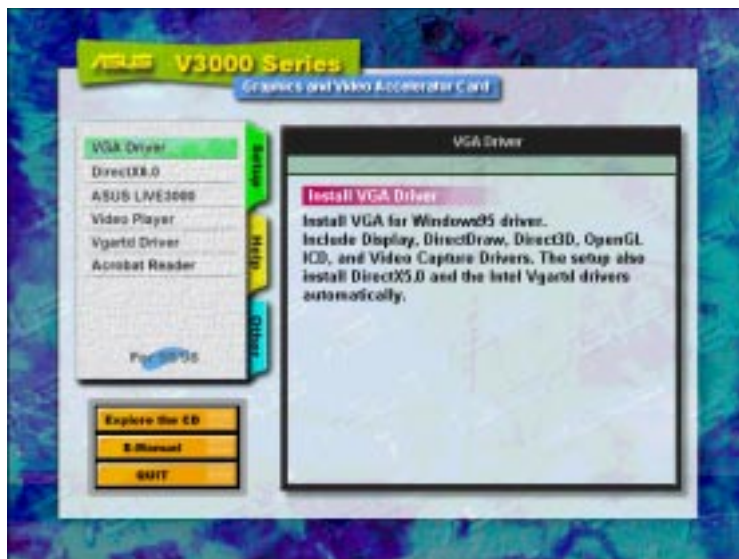 ASUS V3000 Series
Graphics and Video Accelerator Card
VGA Driver
DirectX5.0
ASUS LIVE3000
Video Player
Vgartd Driver
Acrobat Reader
Setup
Help
Other
For
Explore the CD
E-Manual
QUIT
VGA Driver
Install VGA Driver
Install VGA for Windows95 driver.
Include Display, DirectDraw, Direct3D, OpenGL
ICD, and Video Capture Drivers. The setup also
install DirectX5.0 and the Intel Vgartd drivers
automatically.